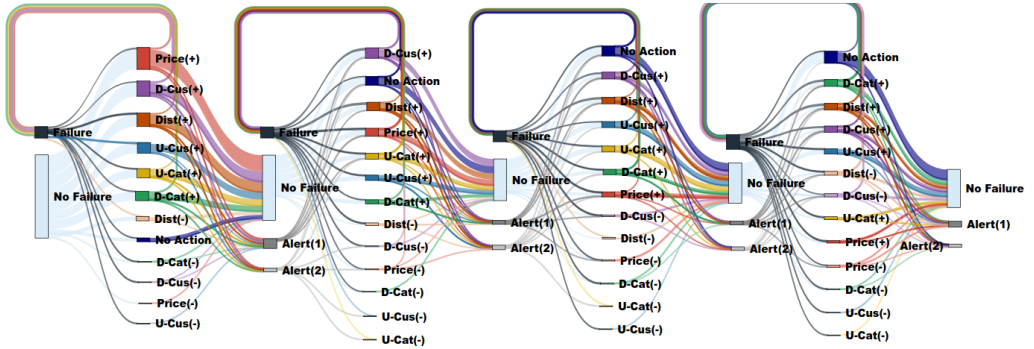 Price(+)
D-Cus(+)
Dist(+)
Failure
U-Cus(+)
U-Cat(+)
No Failure
D-Cat(+)
Dist(-)
No Action
D-Cat(-)
D-Cus(-)
Price(-)
U-Cus(-)
D-Cus(+)
No Action
Dist(+)
Failure
Price(+)
U-Cat(+)
U-Cus(+)
No Failure
D-Cat(+)
Dist(-)
Alert(1)
D-Cus(-)
Alert(2)
Price(-)
D-Cat(-)
U-Cus(-)
U-Cat(-)
No Action
D-Cus(+)
Dist(+)
U-Cus(+)
Failure
U-Cat(+)
D-Cat(+)
No Failure
Price(+)
D-Cus(-)
Alert(1)
Dist(-)
Alert(2)
Price(-)
D-Cat(-)
U-Cat(-)
U-Cus(-)
No Action
D-Cat(+)
Dist(+)
D-Cus(+)
Failure
U-Cus(+)
Dist(-)
No Failure
D-Cus(-)
U-Cat(+)
Alert(1)
Price(+)
Alert(2)
Price(-)
D-Cat(-)
U-Cus(-)
U-Cat(-)
No Failure
Alert(1)
Alert(2)